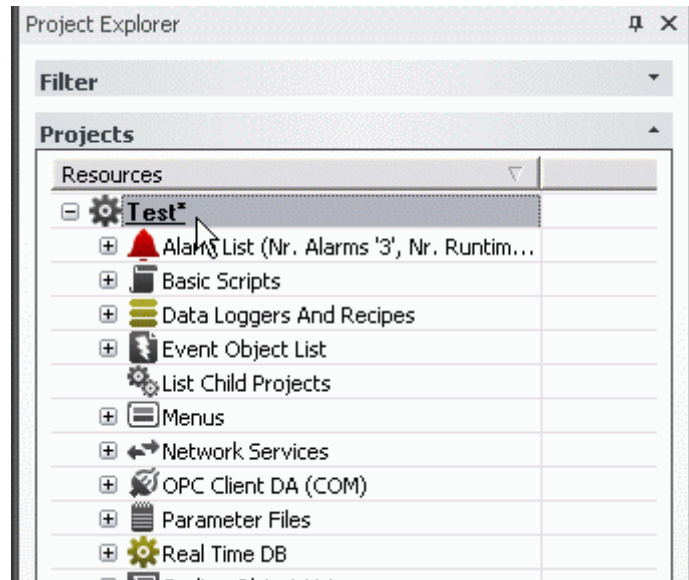 Project Explorer
Filter
Projects
Resources
Test*
Alarm List (Nr. Alarms '3', Nr. Runtim...
Basic Scripts
Data Loggers And Recipes
Event Object List
List Child Projects
Menus
Network Services
OPC Client DA (COM)
Parameter Files
Real Time DB